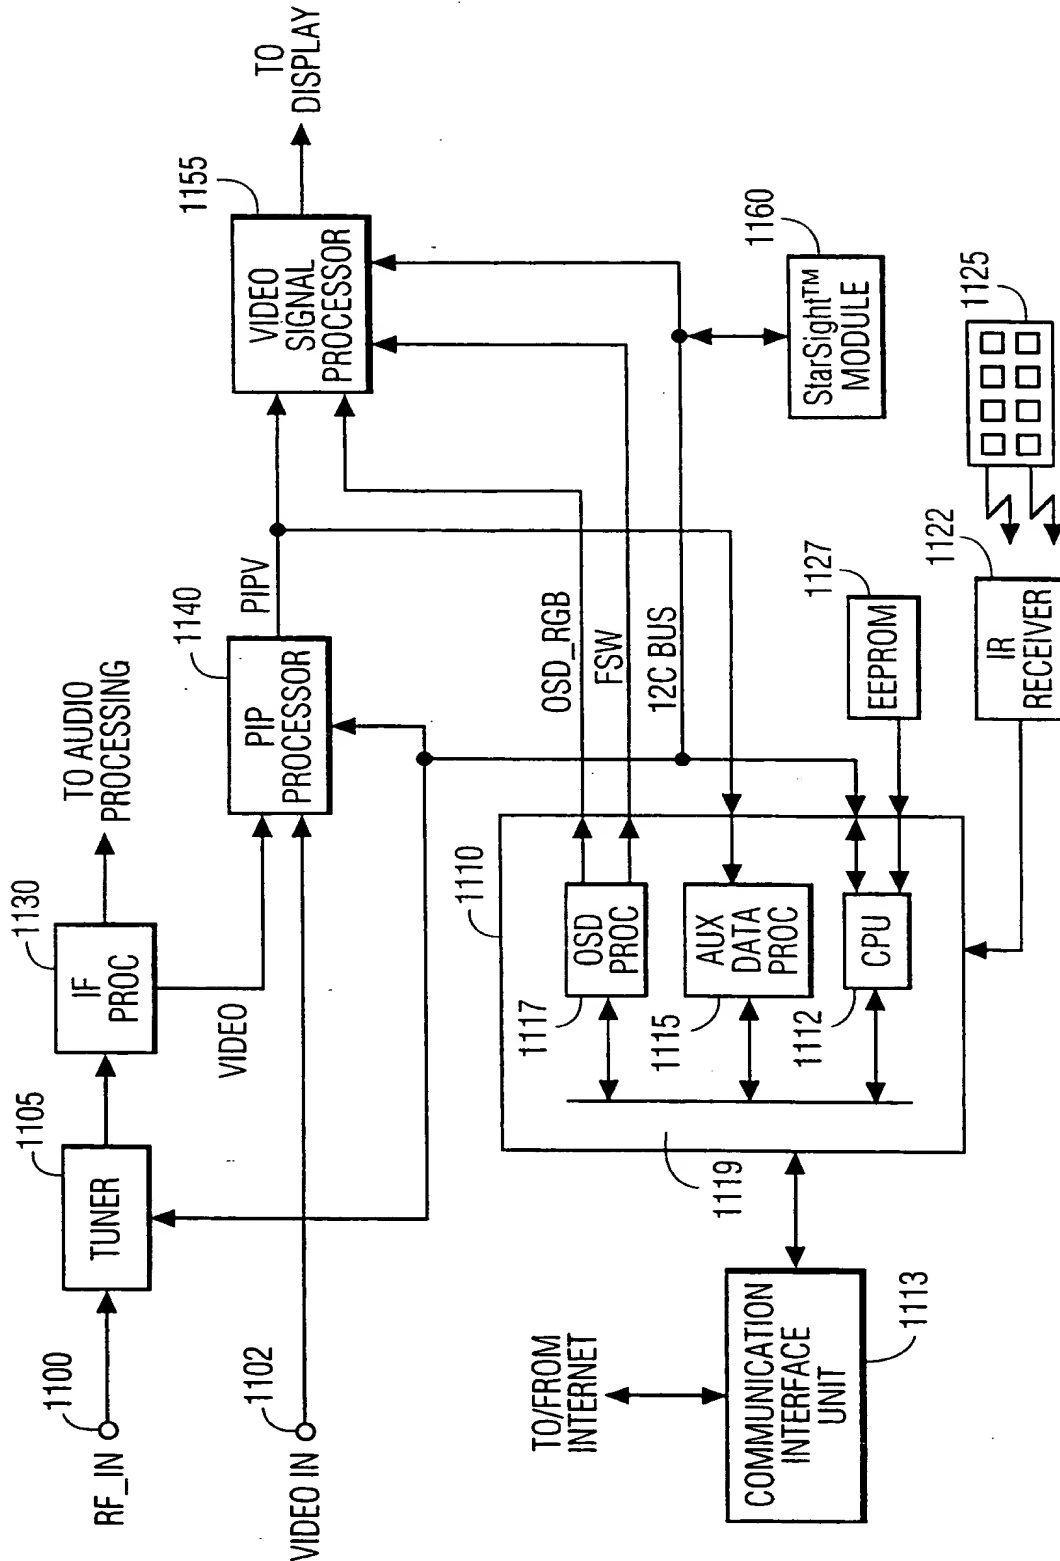 RF_IN
1100
TUNER
1105
IF
PROC
1130
TO AUDIO
PROCESSING
VIDEO
VIDEO IN
1102
PIP
PROCESSOR
1140
PIPV
VIDEO
SIGNAL
PROCESSOR
1155
TO
DISPLAY
OSD_RGB
FSW
12C BUS
1110
OSD
PROC
1117
AUX
DATA
PROC
1115
CPU
1112
1119
EEPROM
1127
StarSight™
MODULE
1160
IR
RECEIVER
1122
1125
TO/FROM
INTERNET
COMMUNICATION
INTERFACE
UNIT
1113